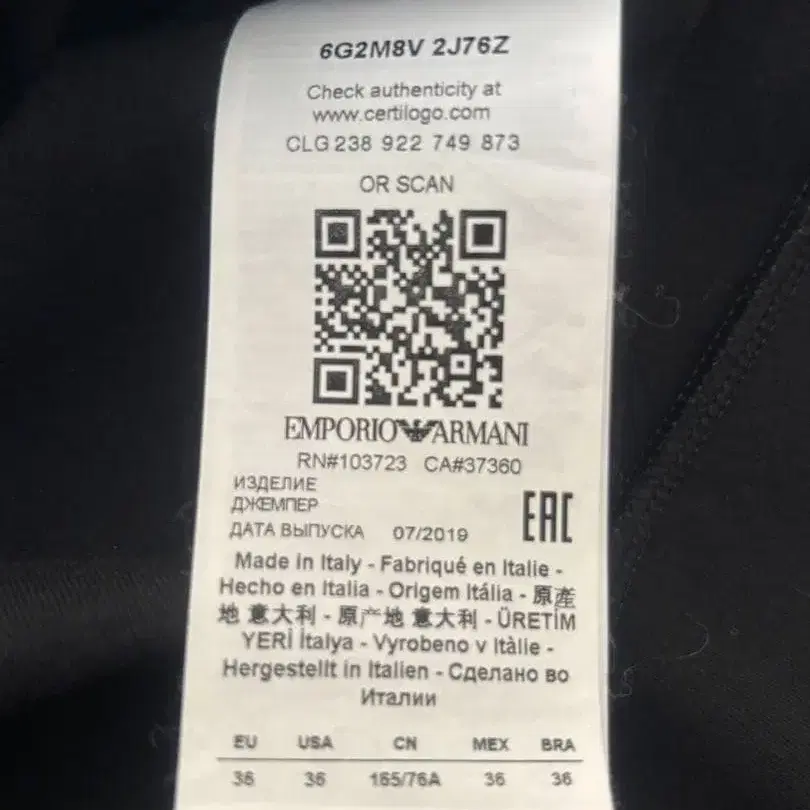 6G2M8V 2J76Z
Check authenticity at
www.certilogo.com
CLG 238 922 749 873
OR SCAN
EMPORIO ARMANI
RN#103723 CA#37360
ИЗДЕЛИЕ
ДЖЕМПЕР
ДАТА ВЫПУСКА 07/2019
EAC
Made in Italy - Fabriqué en Italie -
Hecho en Italia - Origem Itália - 原產
地 意大利 - 原产地 意大利 - ÜRETİM
YERİ İtalya - Vyrobeno v Itàlie -
Hergestellt in Italien - Сделано во
Италии
EU USA CN MEX BRA
36 36 165/76A 36 36